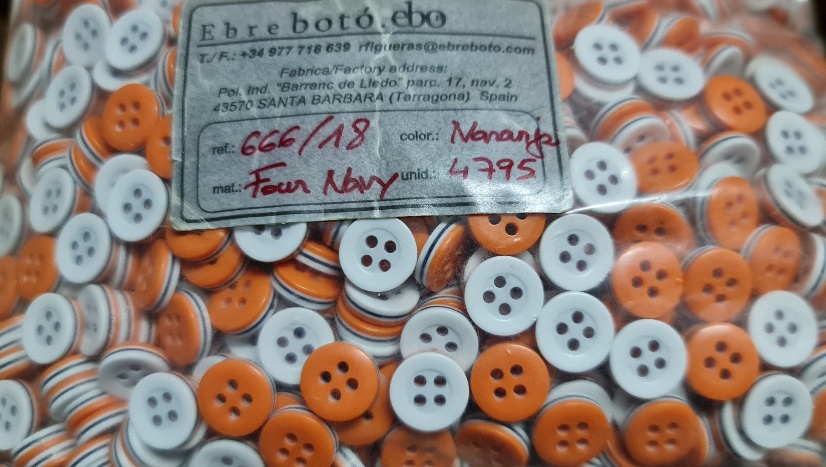 Ebrebotó.ebo
T./F.: +34 977 718 639 rfigueras@ebreboto.com
Fabrica/Factory address:
Pol. Ind. "Barranc de Lledo" parc. 17, nav. 2
43570 SANTA BARBARA (Tarragona) Spain
ref.: 666/18 color.: Naranja
mat.: Four Navy unid.: 4795